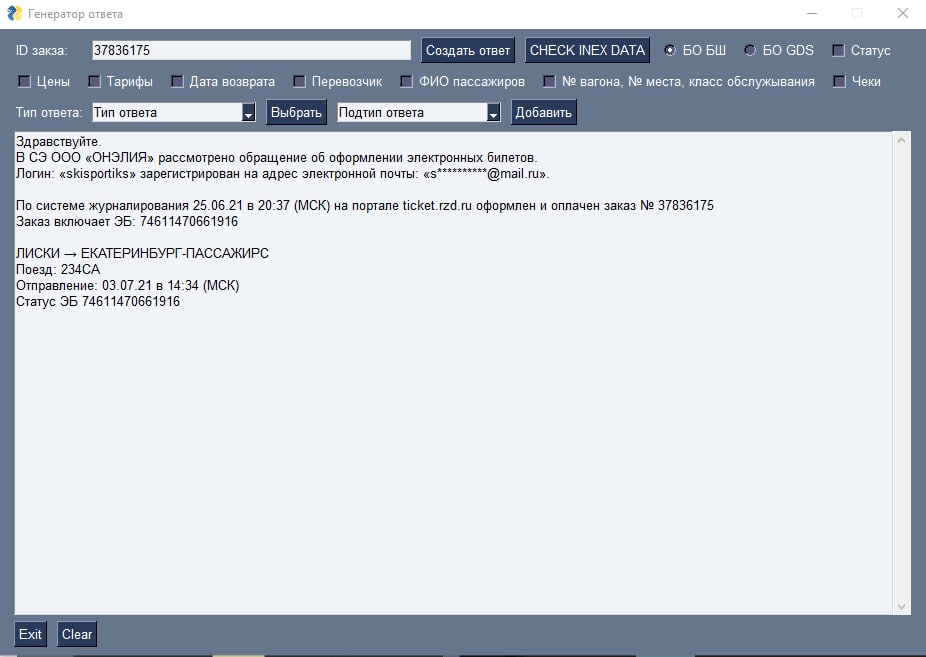 Генератор ответа
ID закза: 37836175 Создать ответ CHECK INEX DATA БО БШ БО GDS Статус
Цены Тарифы Дата возврата Перевозчик ФИО пассажиров № вагона, № места, класс обслуживания Чеки
Тип ответа: Тип ответа Выбрать Подтип ответа Добавить
Здравствуйте.
В СЭ ООО «ОНЭЛИЯ» рассмотрено обращение об оформлении электронных билетов.
Логин: «skisportiks» зарегистрирован на адрес электронной почты: «s**********@mail.ru».
По системе журналирования 25.06.21 в 20:37 (МСК) на портале ticket.rzd.ru оформлен и оплачен заказ № 37836175
Заказ включает ЭБ: 74611470661916
ЛИСКИ → ЕКАТЕРИНБУРГ-ПАССАЖИРС
Поезд: 234СА
Отправление: 03.07.21 в 14:34 (МСК)
Статус ЭБ 74611470661916
Exit Clear